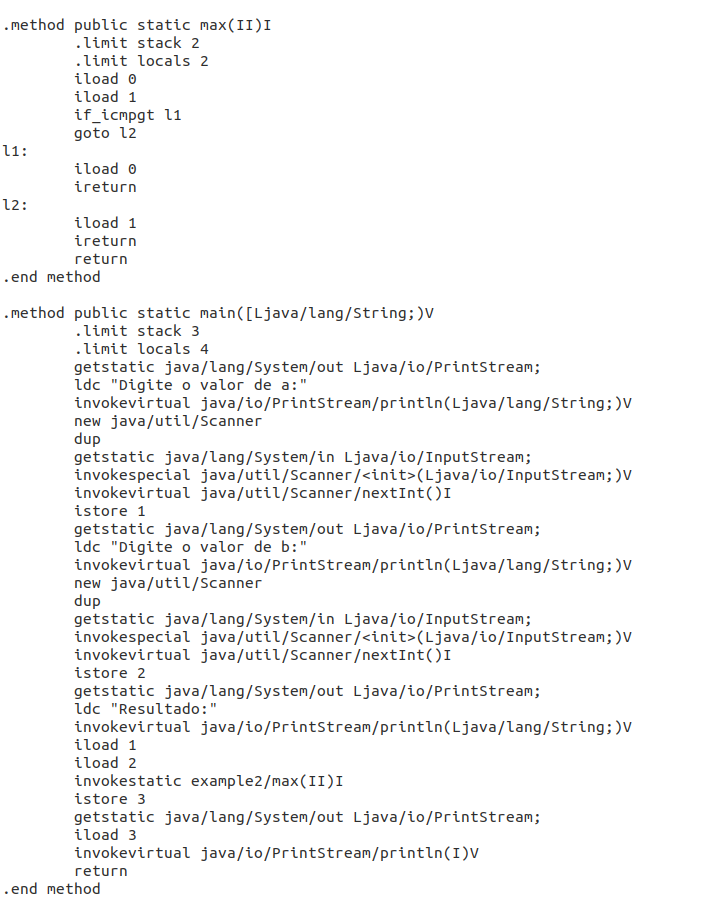 .method public static max(II)I
        .limit stack 2
        .limit locals 2
        iload 0
        iload 1
        if_icmpgt l1
        goto l2
l1:
        iload 0
        ireturn
l2:
        iload 1
        ireturn
        return
.end method

.method public static main([Ljava/lang/String;)V
        .limit stack 3
        .limit locals 4
        getstatic java/lang/System/out Ljava/io/PrintStream;
        ldc "Digite o valor de a:"
        invokevirtual java/io/PrintStream/println(Ljava/lang/String;)V
        new java/util/Scanner
        dup
        getstatic java/lang/System/in Ljava/io/InputStream;
        invokespecial java/util/Scanner/<init>(Ljava/io/InputStream;)V
        invokevirtual java/util/Scanner/nextInt()I
        istore 1
        getstatic java/lang/System/out Ljava/io/PrintStream;
        ldc "Digite o valor de b:"
        invokevirtual java/io/PrintStream/println(Ljava/lang/String;)V
        new java/util/Scanner
        dup
        getstatic java/lang/System/in Ljava/io/InputStream;
        invokespecial java/util/Scanner/<init>(Ljava/io/InputStream;)V
        invokevirtual java/util/Scanner/nextInt()I
        istore 2
        getstatic java/lang/System/out Ljava/io/PrintStream;
        ldc "Resultado:"
        invokevirtual java/io/PrintStream/println(Ljava/lang/String;)V
        iload 1
        iload 2
        invokestatic example2/max(II)I
        istore 3
        getstatic java/lang/System/out Ljava/io/PrintStream;
        iload 3
        invokevirtual java/io/PrintStream/println(I)V
        return
.end method